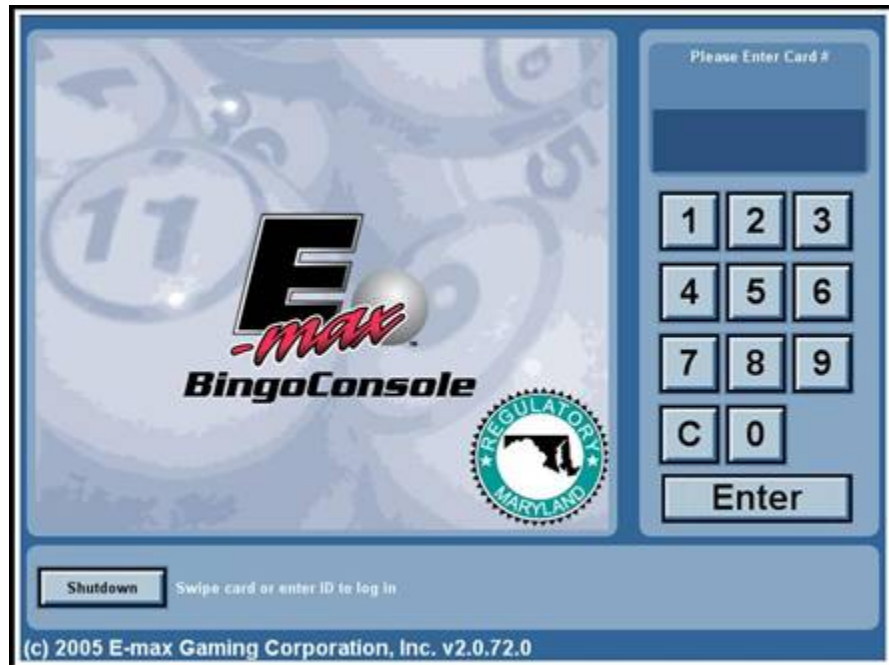 Please Enter Card #
11
E
-max
BingoConsole
REGULATORY
MARYLAND
1 2 3
4 5 6
7 8 9
C 0
Enter
Shutdown
Swipe card or enter ID to log in
(c) 2005 E-max Gaming Corporation, Inc. v2.0.72.0